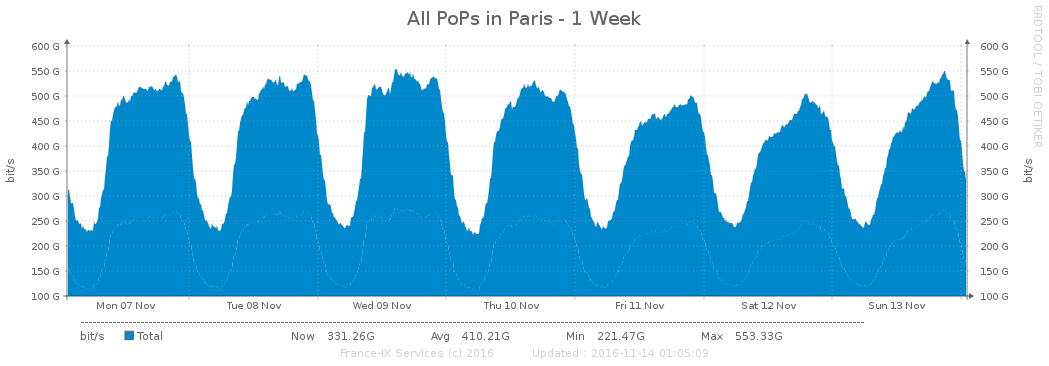 All PoPs in Paris - 1 Week
RRDTOOL / TOBI OETIKER
600 G 600 G
550 G 550 G
500 G 500 G
450 G 450 G
400 G 400 G
350 G 350 G
300 G 300 G
250 G 250 G
200 G 200 G
150 G 150 G
100 G 100 G
bit/s bit/s
Mon 07 Nov Tue 08 Nov Wed 09 Nov Thu 10 Nov Fri 11 Nov Sat 12 Nov Sun 13 Nov
bit/s Total Now 331.26G Avg 410.21G Min 221.47G Max 553.33G
France-IX Services (c) 2016 Updated : 2016-11-14 01:05:09